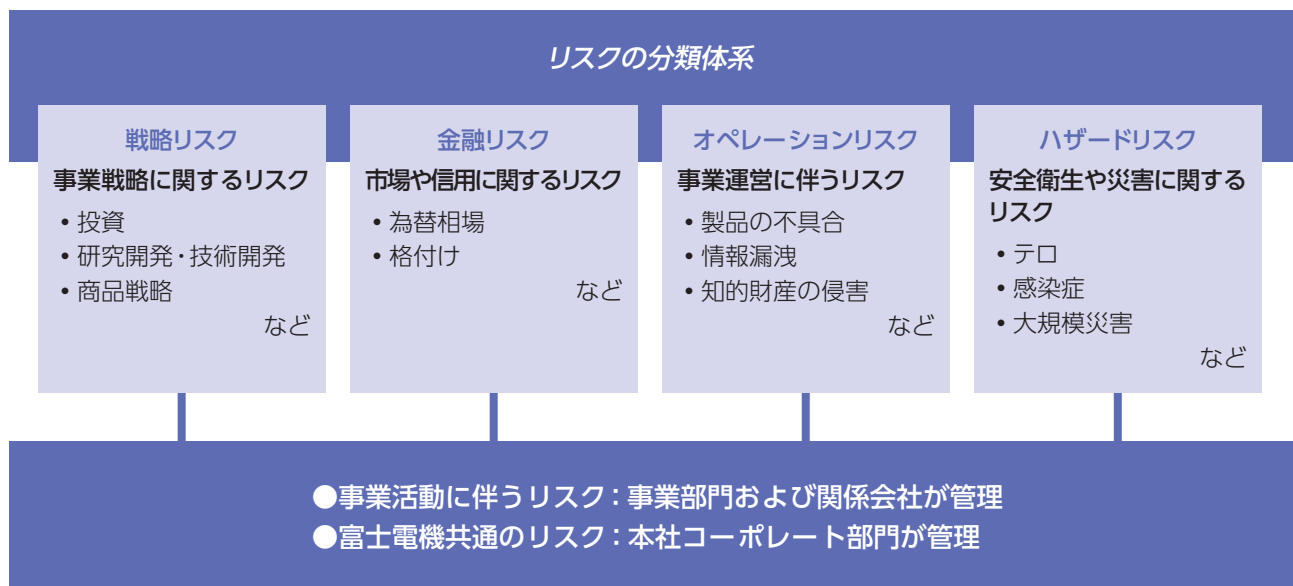 リスクの分類体系
戦略リスク
事業戦略に関するリスク
• 投資
• 研究開発・技術開発
• 商品戦略
など
金融リスク
市場や信用に関するリスク
• 為替相場
• 格付け
など
オペレーションリスク
事業運営に伴うリスク
• 製品の不具合
• 情報漏洩
• 知的財産の侵害
など
ハザードリスク
安全衛生や災害に関する
リスク
• テロ
• 感染症
• 大規模災害
など
●事業活動に伴うリスク：事業部門および関係会社が管理
●富士電機共通のリスク：本社コーポレート部門が管理